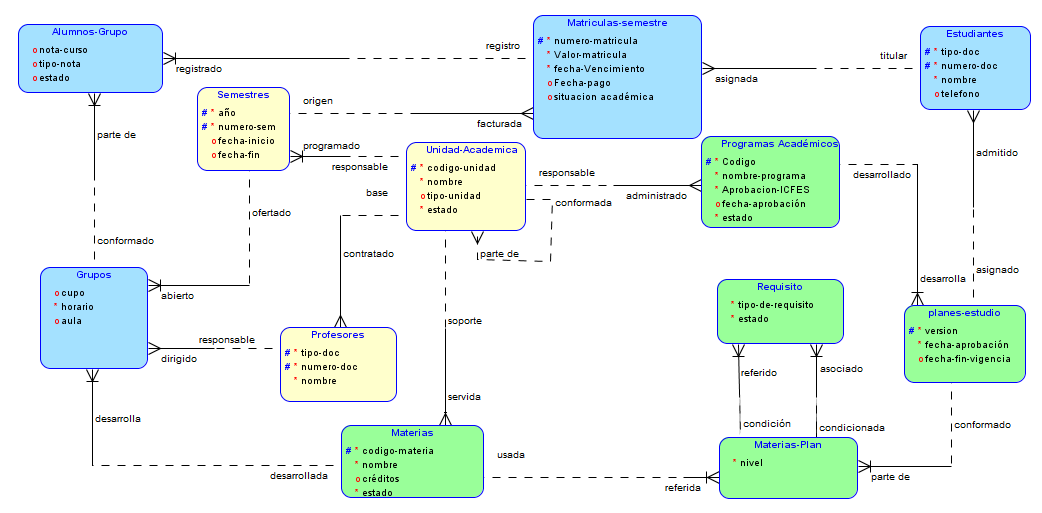 Alumnos-Grupo
o nota-curso
o tipo-nota
o estado
registro
registrado
Matriculas-semestre
# * numero-matricula
* Valor-matricula
* fecha-Vencimiento
o Fecha-pago
o situacion académica
titular
asignada
Estudiantes
# * tipo-doc
# * numero-doc
* nombre
o telefono
Semestres
# * año
# * numero-sem
o fecha-inicio
o fecha-fin
origen
facturada
parte de
conformado
programado
responsable
Unidad-Academica
# * codigo-unidad
* nombre
o tipo-unidad
* estado
responsable
administrado
conformada
parte de
Programas Académicos
# * Codigo
* nombre-programa
* Aprobacion-ICFES
o fecha-aprobación
* estado
desarrollado
desarrolla
admitido
asignado
base
contratado
ofertado
abierto
Grupos
o cupo
* horario
o aula
responsable
dirigido
Profesores
# * tipo-doc
# * numero-doc
* nombre
soporte
servida
Requisito
* tipo-de-requisito
* estado
planes-estudio
# * version
* fecha-aprobación
o fecha-fin-vigencia
referido
condición
asociado
condicionada
conformado
parte de
desarrolla
desarrollada
Materias
# * codigo-materia
* nombre
o créditos
* estado
usada
referida
Materias-Plan
* nivel